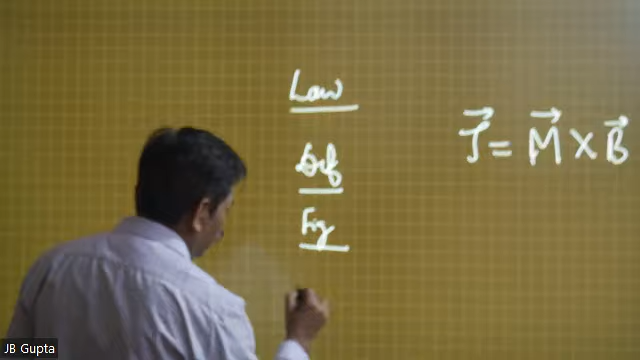 Law
Def
Fig
τ⃗ = M⃗ × B⃗
JB Gupta